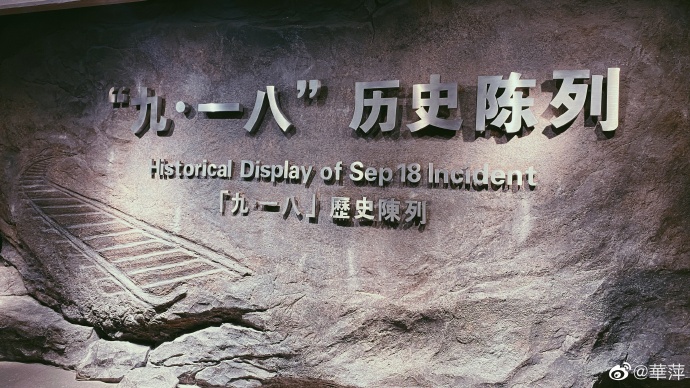 “九·一八”历史陈列
Historical Display of Sep 18 Incident
「九·一八」歷史陳列
@華萍